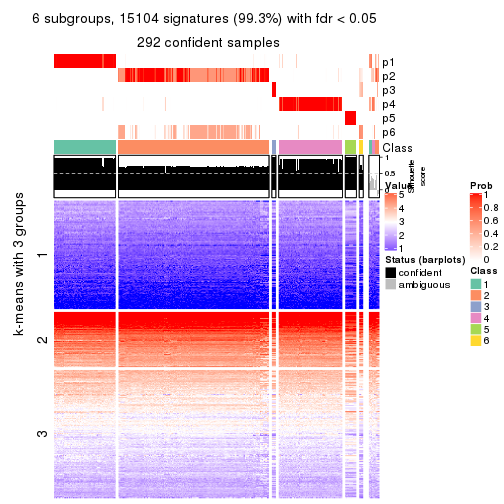 6 subgroups, 15104 signatures (99.3%) with fdr < 0.05
292 confident samples
p1
p2
p3
p4
p5
p6
Class
1
0.5
0
Silhouette
score
k-means with 3 groups
1
2
3
Value
5
4
3
2
1
Status (barplots)
confident
ambiguous
Prob
1
0.8
0.6
0.4
0.2
0
Class
1
2
3
4
5
6